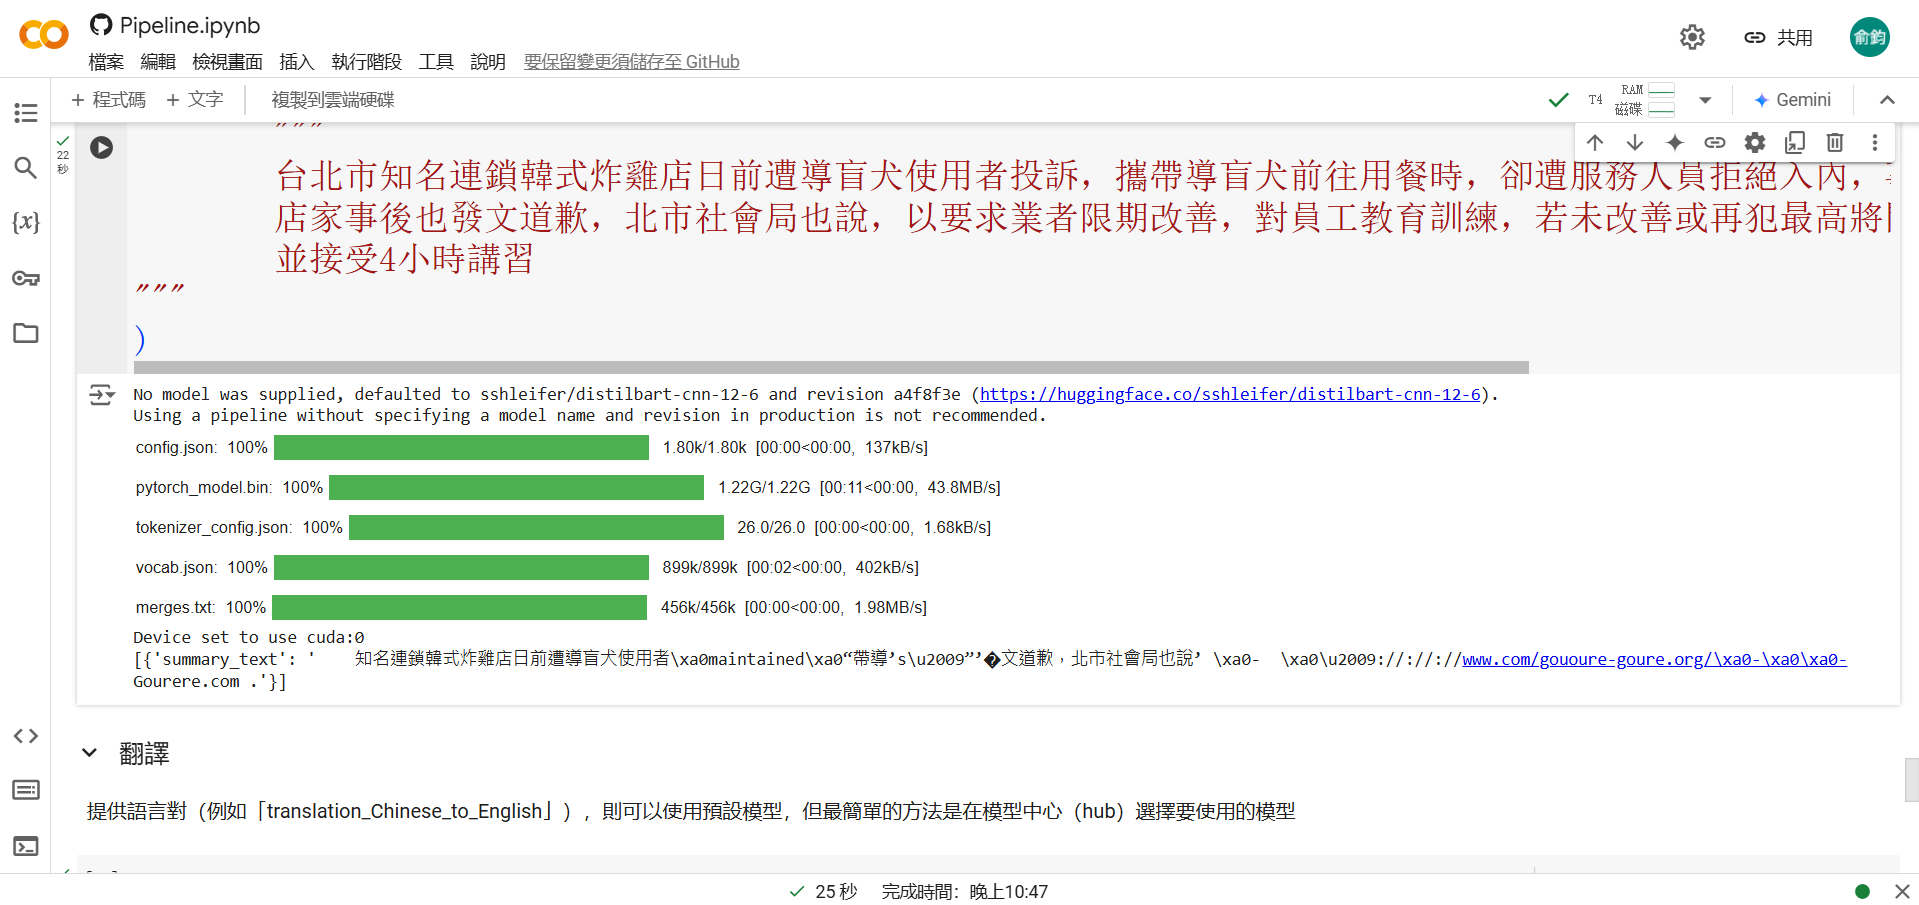 Pipeline.ipynb
檔案 編輯 檢視畫面 插入 執行階段 工具 說明 要保留變更須儲存至 GitHub
共用
俞鈞
+ 程式碼 + 文字 複製到雲端硬碟
T4 RAM 磁碟 Gemini
22 秒
"""
台北市知名連鎖韓式炸雞店日前遭導盲犬使用者投訴，攜帶導盲犬前往用餐時，卻遭服務人員拒絕入內，
店家事後也發文道歉，北市社會局也說，以要求業者限期改善，對員工教育訓練，若未改善或再犯最高將
並接受4小時講習
"""
)
No model was supplied, defaulted to sshleifer/distilbart-cnn-12-6 and revision a4f8f3e (https://huggingface.co/sshleifer/distilbart-cnn-12-6).
Using a pipeline without specifying a model name and revision in production is not recommended.
config.json: 100% 1.80k/1.80k [00:00<00:00, 137kB/s]
pytorch_model.bin: 100% 1.22G/1.22G [00:11<00:00, 43.8MB/s]
tokenizer_config.json: 100% 26.0/26.0 [00:00<00:00, 1.68kB/s]
vocab.json: 100% 899k/899k [00:02<00:00, 402kB/s]
merges.txt: 100% 456k/456k [00:00<00:00, 1.98MB/s]
Device set to use cuda:0
[{'summary_text': ' 知名連鎖韓式炸雞店日前遭導盲犬使用者\xa0maintained\xa0“帶導’s\u2009”’�文道歉，北市社會局也說’ \xa0- \xa0\u2009://://://www.com/gououre-goure.org/\xa0-\xa0\xa0-
Gourere.com .'}]
翻譯
提供語言對（例如「translation_Chinese_to_English」），則可以使用預設模型，但最簡單的方法是在模型中心（hub）選擇要使用的模型
25 秒 完成時間：晚上10:47